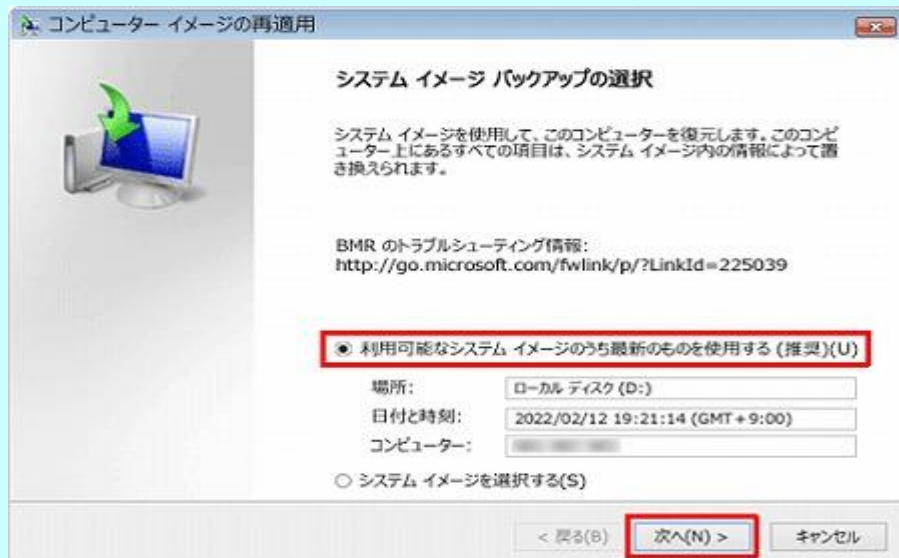 コンピューター イメージの再適用
システム イメージ バックアップの選択
システム イメージを使用して、このコンピューターを復元します。このコンピ
ューター上にあるすべての項目は、システム イメージ内の情報によって置
き換えられます。
BMR のトラブルシューティング情報:
http://go.microsoft.com/fwlink/p/?LinkId=225039
利用可能なシステム イメージのうち最新のものを使用する (推奨)(U)
場所: ローカル ディスク (D:)
日付と時刻: 2022/02/12 19:21:14 (GMT+9:00)
コンピューター:
システム イメージを選択する(S)
< 戻る(B) 次へ(N) > キャンセル